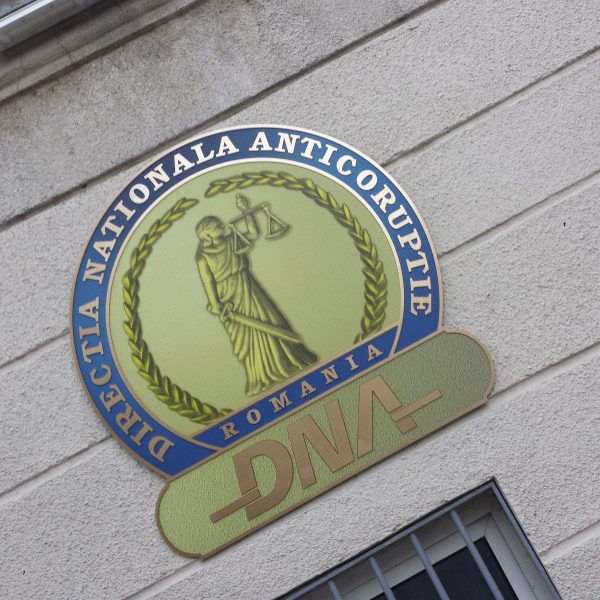 DIRECTIA NATIONALA ANTICORUPTIE
ROMANIA
DNA